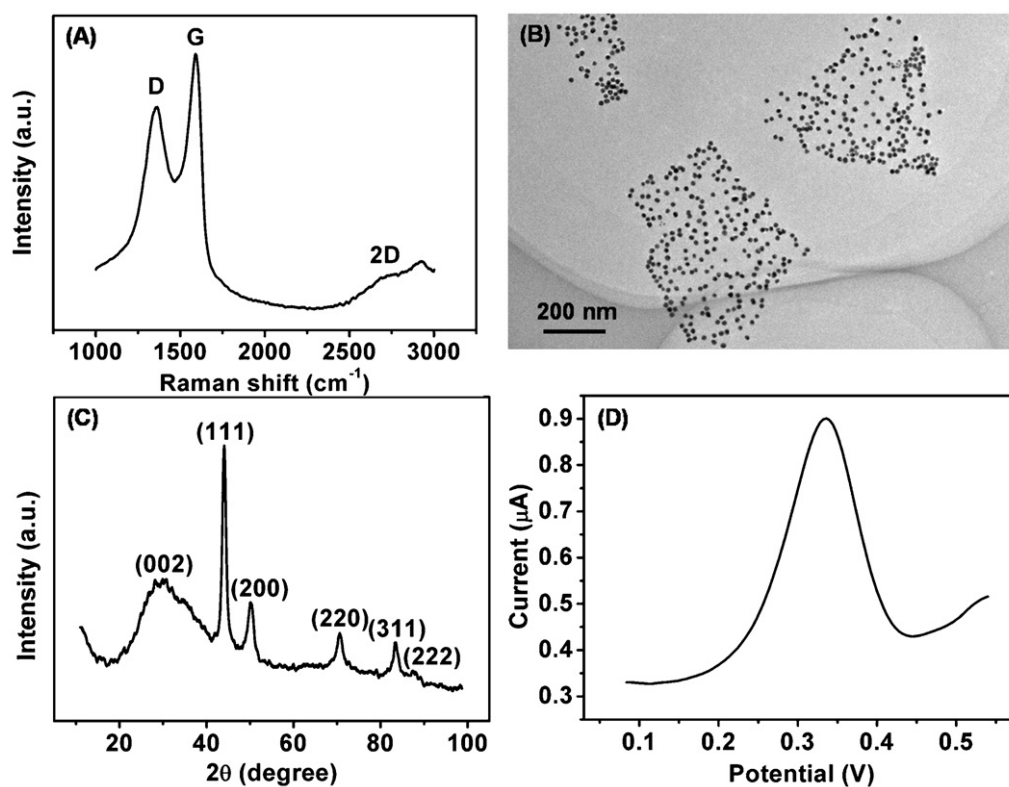 (A)
D
G
2D
Intensity (a.u.)
1000 1500 2000 2500 3000
Raman shift (cm⁻¹)
(B)
200 nm
(C)
(002)
(111)
(200)
(220)
(311)
(222)
Intensity (a.u.)
20 40 60 80 100
2θ (degree)
(D)
0.9
0.8
0.7
0.6
0.5
0.4
0.3
Current (μA)
0.1 0.2 0.3 0.4 0.5
Potential (V)